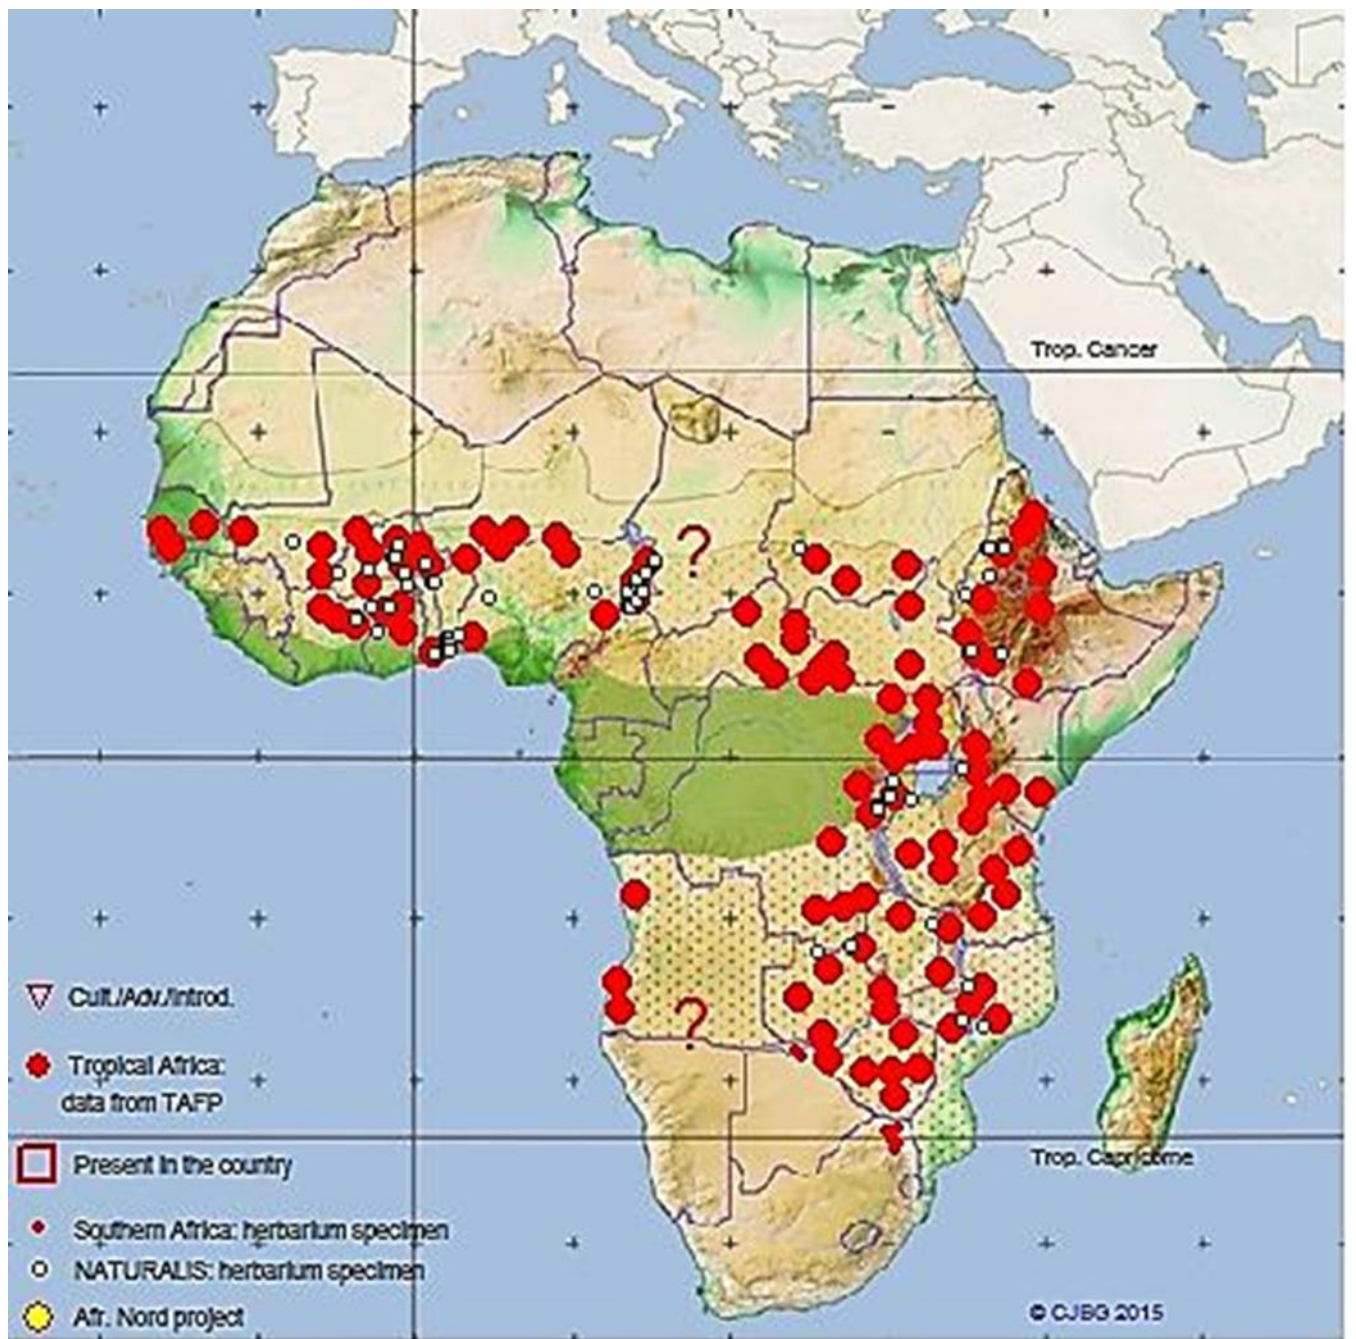 Trop. Cancer
?
?
Cult./Adv./Introd.
Tropical Africa:
data from TAFP
Present in the country
Trop. Capricorne
Southern Africa: herbarium specimen
NATURALIS: herbarium specimen
Afr. Nord project
© CJBG 2015